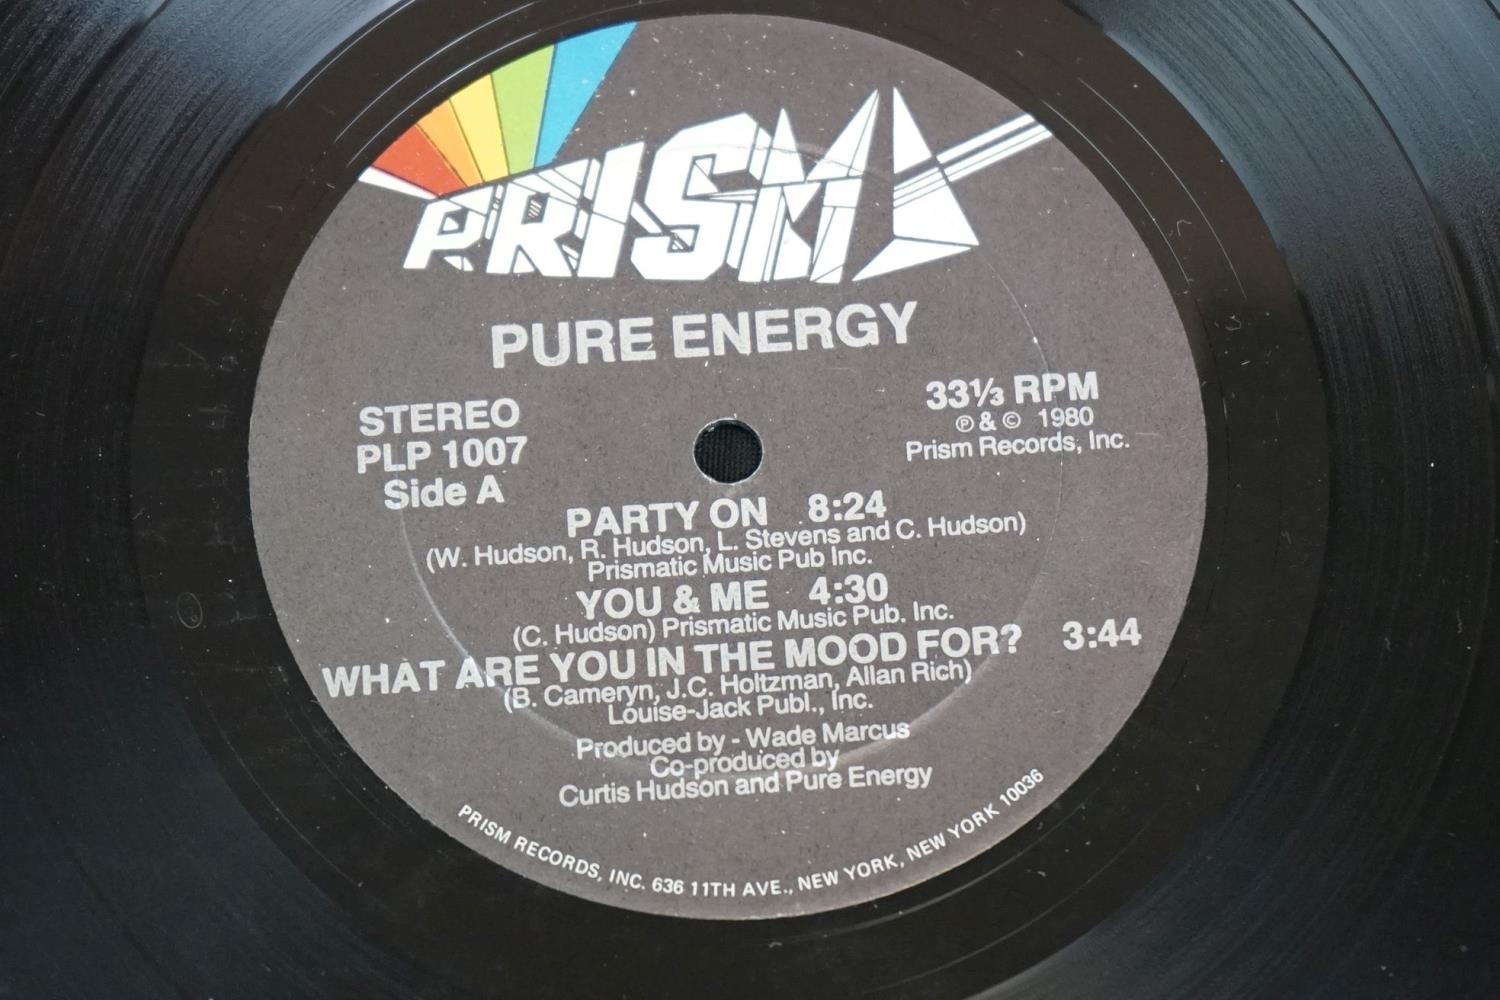 PRISM
PURE ENERGY
STEREO
PLP 1007
Side A
33⅓ RPM
℗ & © 1980
Prism Records, Inc.
PARTY ON 8:24
(W. Hudson, R. Hudson, L. Stevens and C. Hudson)
Prismatic Music Pub Inc.
YOU & ME 4:30
(C. Hudson) Prismatic Music Pub. Inc.
WHAT ARE YOU IN THE MOOD FOR? 3:44
(B. Cameryn, J.C. Holtzman, Allan Rich)
Louise-Jack Publ., Inc.
Produced by - Wade Marcus
Co-produced by
Curtis Hudson and Pure Energy
PRISM RECORDS, INC. 636 11TH AVE., NEW YORK, NEW YORK 10036